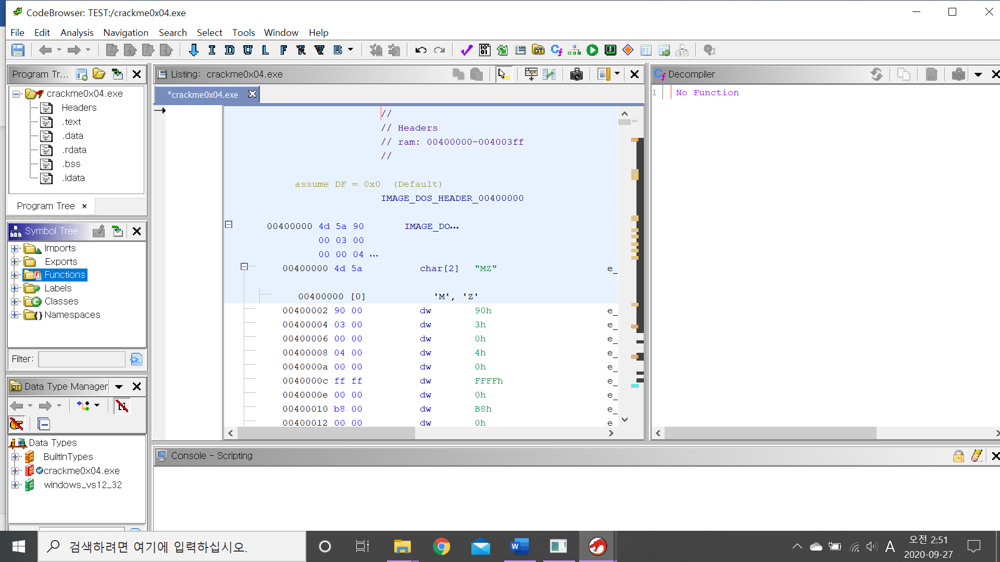 CodeBrowser: TEST:/crackme0x04.exe
File Edit Analysis Navigation Search Select Tools Window Help
I D U L F B
Program Tr...
crackme0x04.exe
Headers
.text
.data
.rdata
.bss
.idata
Program Tree
Symbol Tree
Imports
Exports
Functions
Labels
Classes
Namespaces
Filter:
Data Type Manager
Data Types
BuiltInTypes
crackme0x04.exe
windows_vs12_32
Listing: crackme0x04.exe
*crackme0x04.exe
//
// Headers
// ram: 00400000-004003ff
//
assume DF = 0x0 (Default)
IMAGE_DOS_HEADER_00400000
00400000 4d 5a 90 IMAGE_DO...
00 03 00
00 00 04 ...
00400000 4d 5a char[2] "MZ" e_
00400000 [0] 'M', 'Z'
00400002 90 00 dw 90h e_
00400004 03 00 dw 3h e_
00400006 00 00 dw 0h e_
00400008 04 00 dw 4h e_
0040000a 00 00 dw 0h e_
0040000c ff ff dw FFFFh e_
0040000e 00 00 dw 0h e_
00400010 b8 00 dw B8h e_
00400012 00 00 dw 0h e
Decompiler
1 No Function
Console - Scripting
검색하려면 여기에 입력하십시오.
A
오전 2:51
2020-09-27